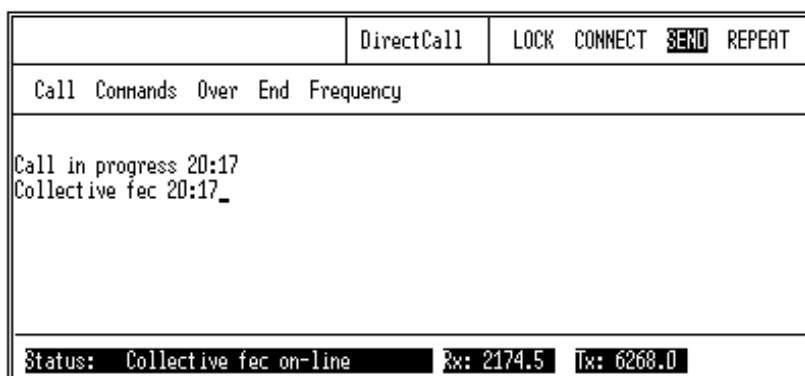 DirectCall LOCK CONNECT SEND REPEAT
Call Commands Over End Frequency
Call in progress 20:17
Collective fec 20:17_
Status: Collective fec on-line Rx: 2174.5 Tx: 6268.0